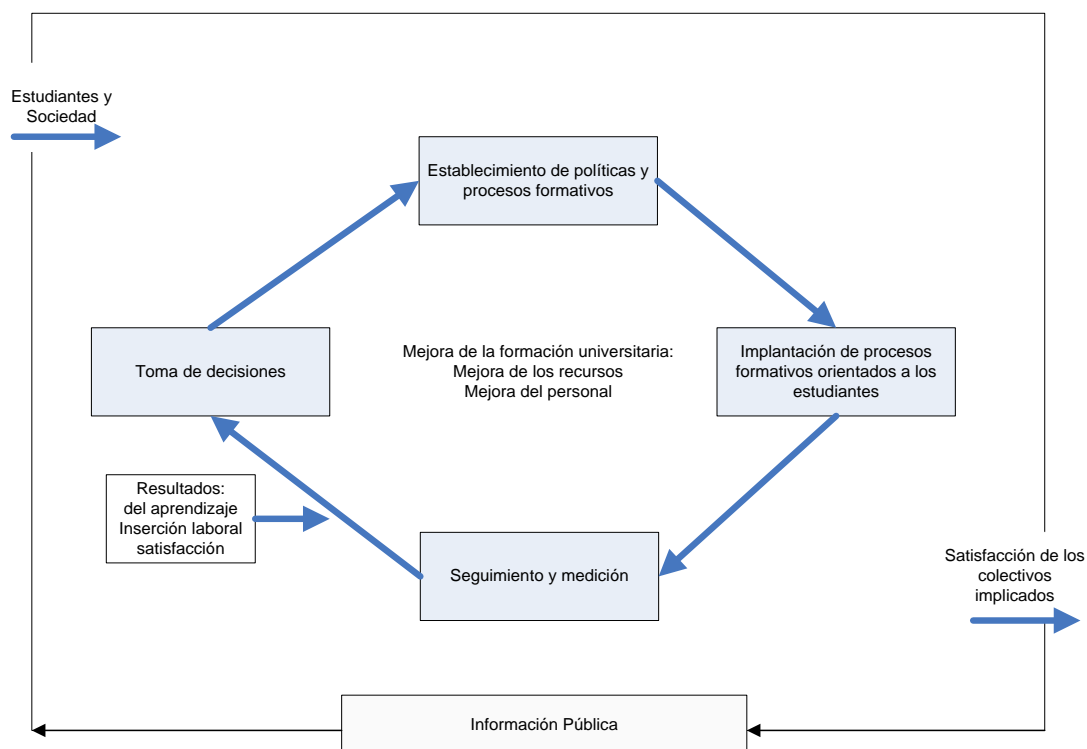 Estudiantes y
Sociedad
Establecimiento de políticas y
procesos formativos
Toma de decisiones
Mejora de la formación universitaria:
Mejora de los recursos
Mejora del personal
Implantación de procesos
formativos orientados a los
estudiantes
Resultados:
del aprendizaje
Inserción laboral
satisfacción
Seguimiento y medición
Satisfacción de los
colectivos
implicados
Información Pública